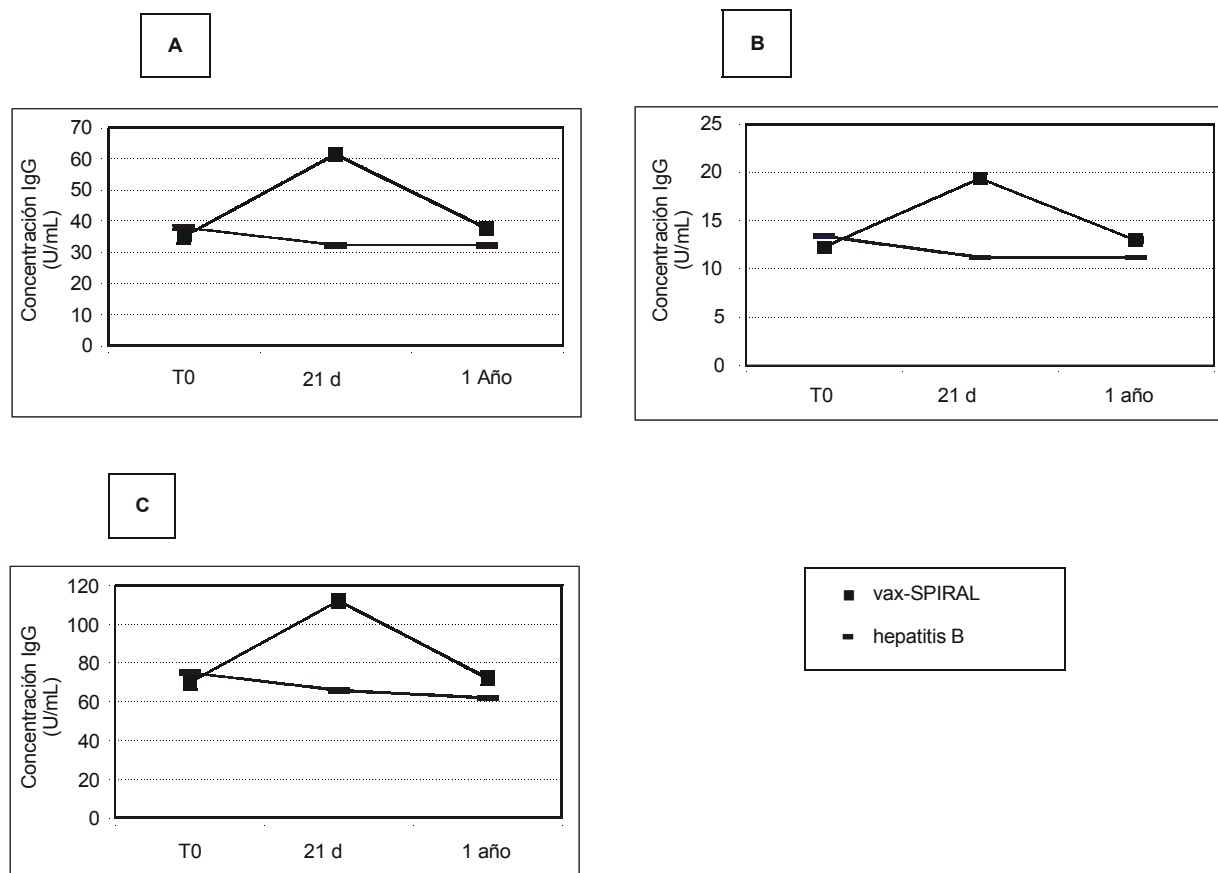 A
Concentración IgG
(U/mL)
70
60
50
40
30
20
10
0
T0
21 d
1 Año
B
Concentración IgG
(U/mL)
25
20
15
10
5
0
T0
21 d
1 año
C
Concentración IgG
(U/mL)
120
100
80
60
40
20
0
T0
21 d
1 año
vax-SPIRAL
hepatitis B